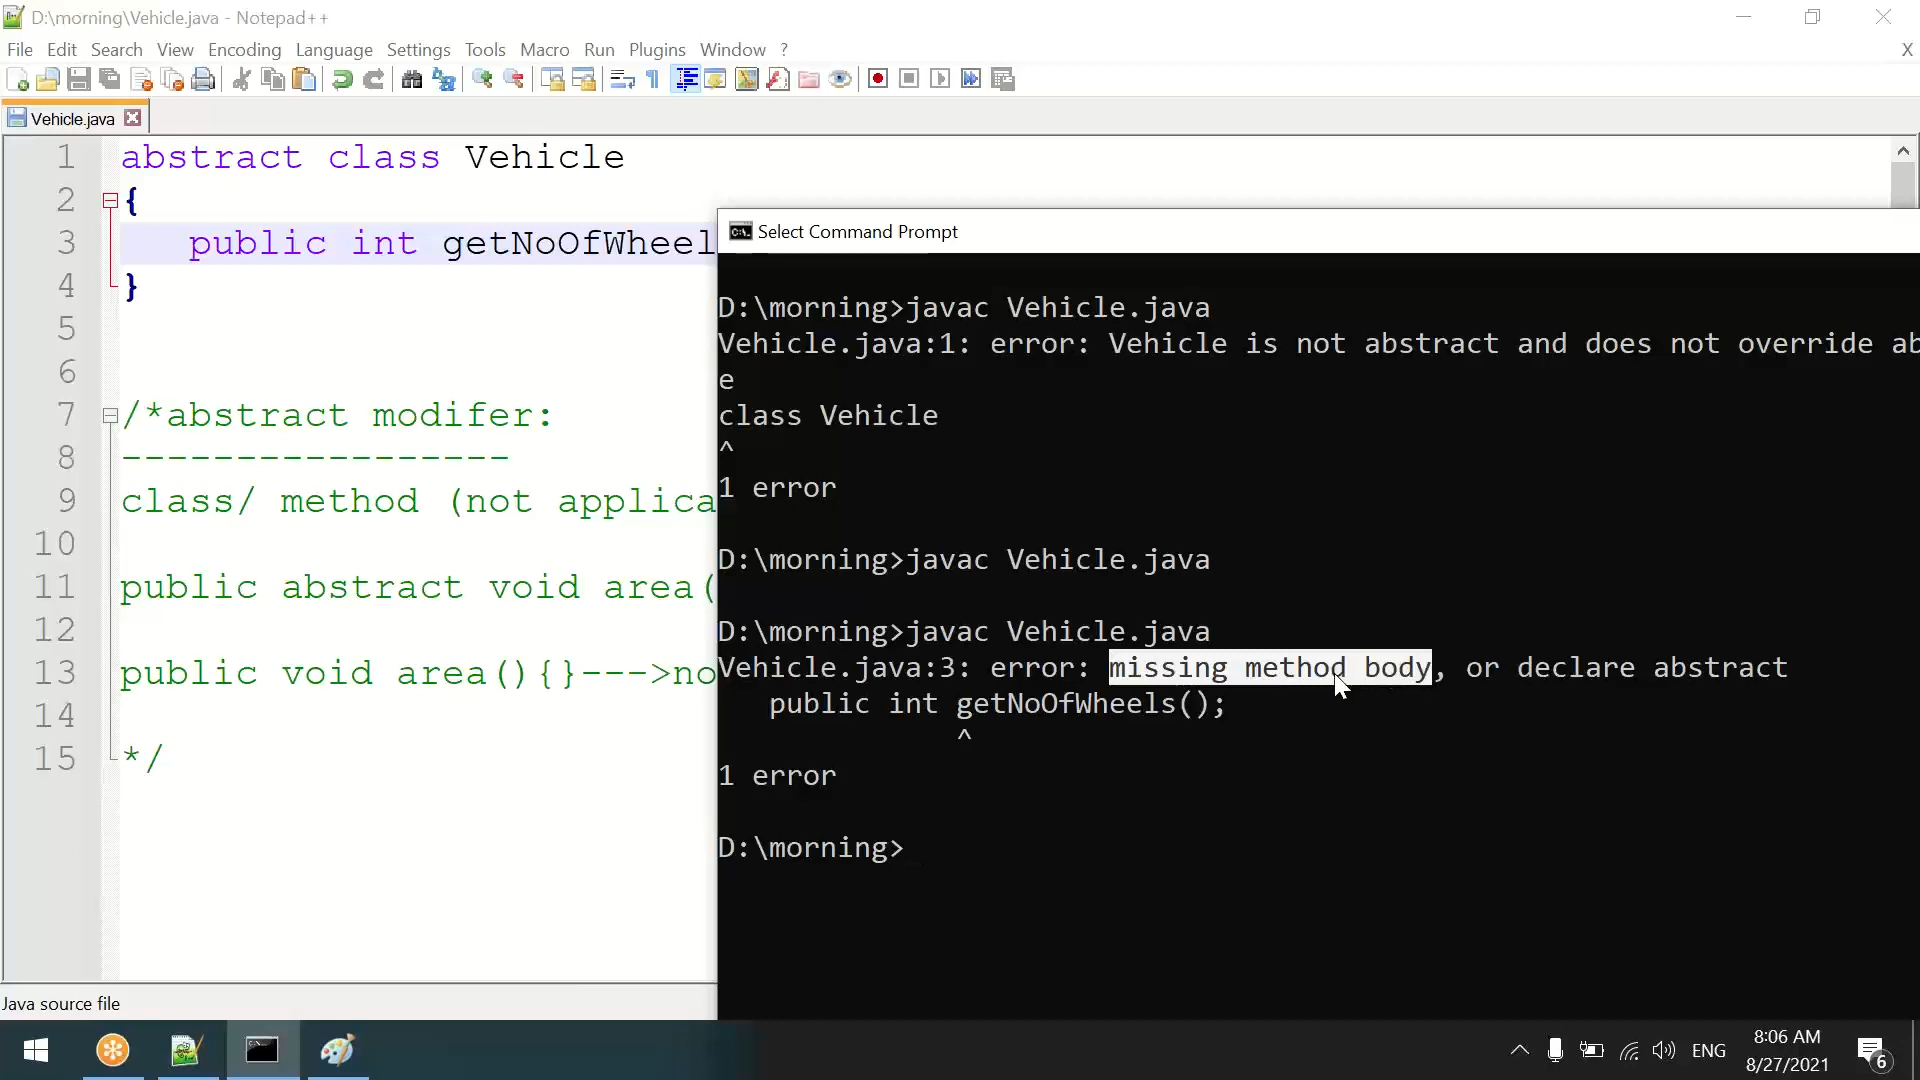 D:\morning\Vehicle.java - Notepad++
File Edit Search View Encoding Language Settings Tools Macro Run Plugins Window ?
X
Vehicle.java
1 abstract class Vehicle
2 {
3 public int getNoOfWheel
4 }
5
6
7 /*abstract modifer:
8 -----------------
9 class/ method (not applica
10
11 public abstract void area(
12
13 public void area(){}--->no
14
15 */
Java source file
Select Command Prompt
D:\morning>javac Vehicle.java
Vehicle.java:1: error: Vehicle is not abstract and does not override ab
e
class Vehicle
^
1 error
D:\morning>javac Vehicle.java
D:\morning>javac Vehicle.java
Vehicle.java:3: error: missing method body, or declare abstract
public int getNoOfWheels();
^
1 error
D:\morning>
ENG
8:06 AM
8/27/2021
6